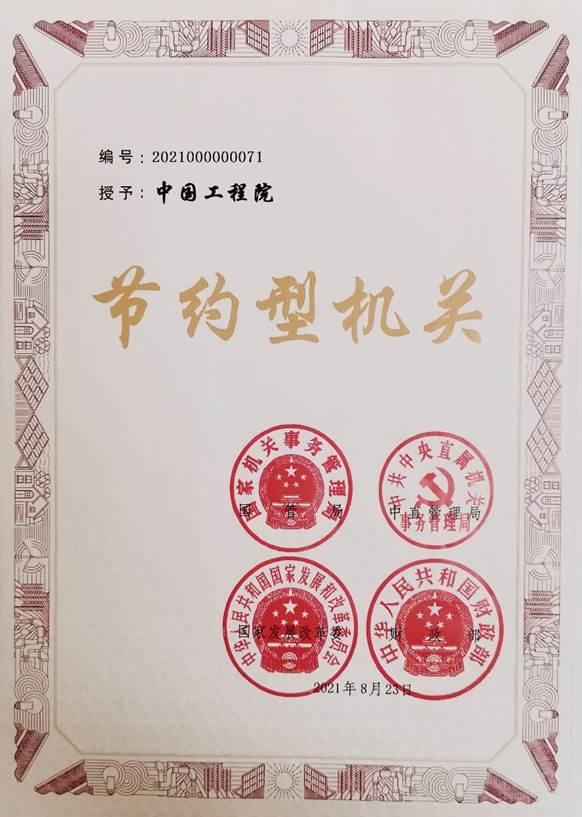 编号：2021000000071
授予：中国工程院
节约型机关
国家机关事务管理局
国管局
中共中央直属机关
事务管理局
中直管理局
中华人民共和国国家发展和改革委员会
国家发展改革委
中华人民共和国财政部
财政部
2021年8月23日